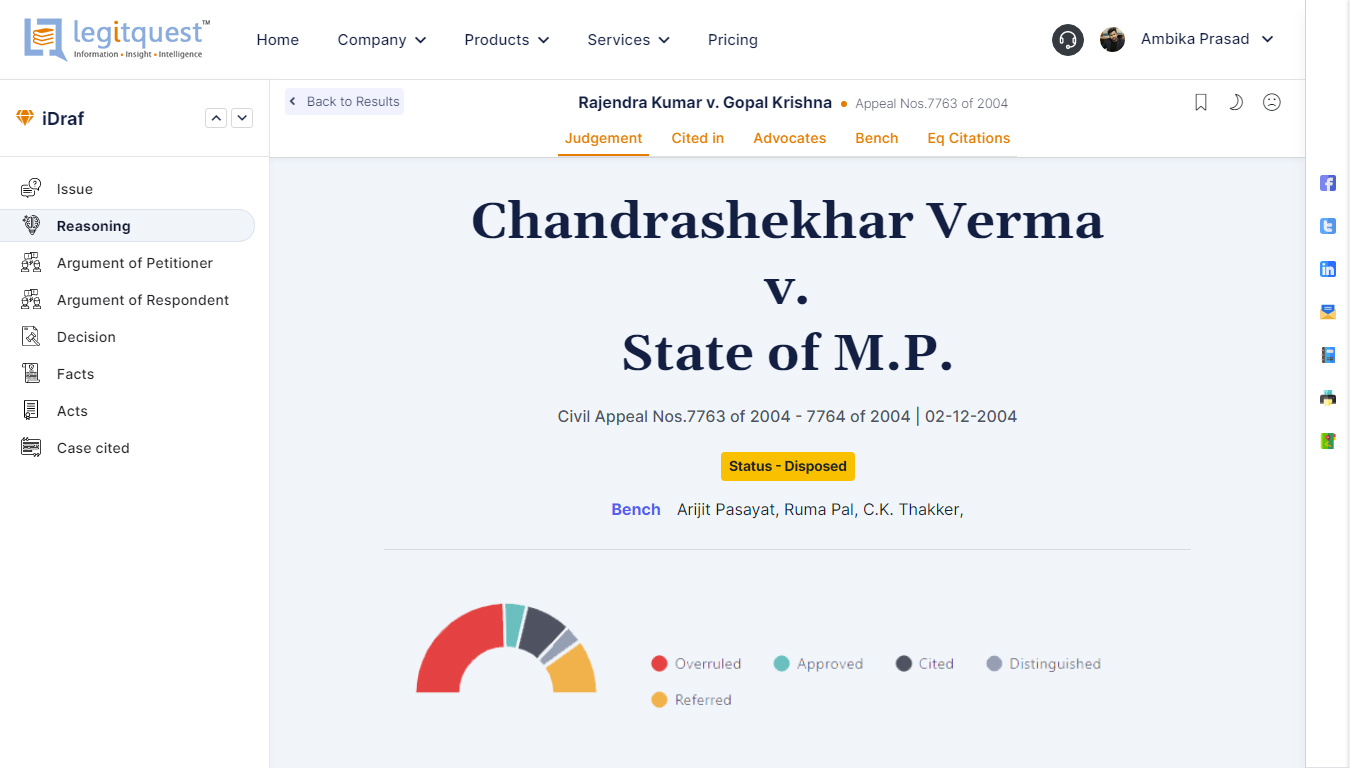 legitquest™
Information • Insight • Intelligence
Home Company Products Services Pricing
Ambika Prasad
iDraf
Issue
Reasoning
Argument of Petitioner
Argument of Respondent
Decision
Facts
Acts
Case cited
Back to Results
Rajendra Kumar v. Gopal Krishna • Appeal Nos.7763 of 2004
Judgement Cited in Advocates Bench Eq Citations
Chandrashekhar Verma
v.
State of M.P.
Civil Appeal Nos.7763 of 2004 - 7764 of 2004 | 02-12-2004
Status - Disposed
Bench Arijit Pasayat, Ruma Pal, C.K. Thakker,
Overruled Approved Cited Distinguished
Referred